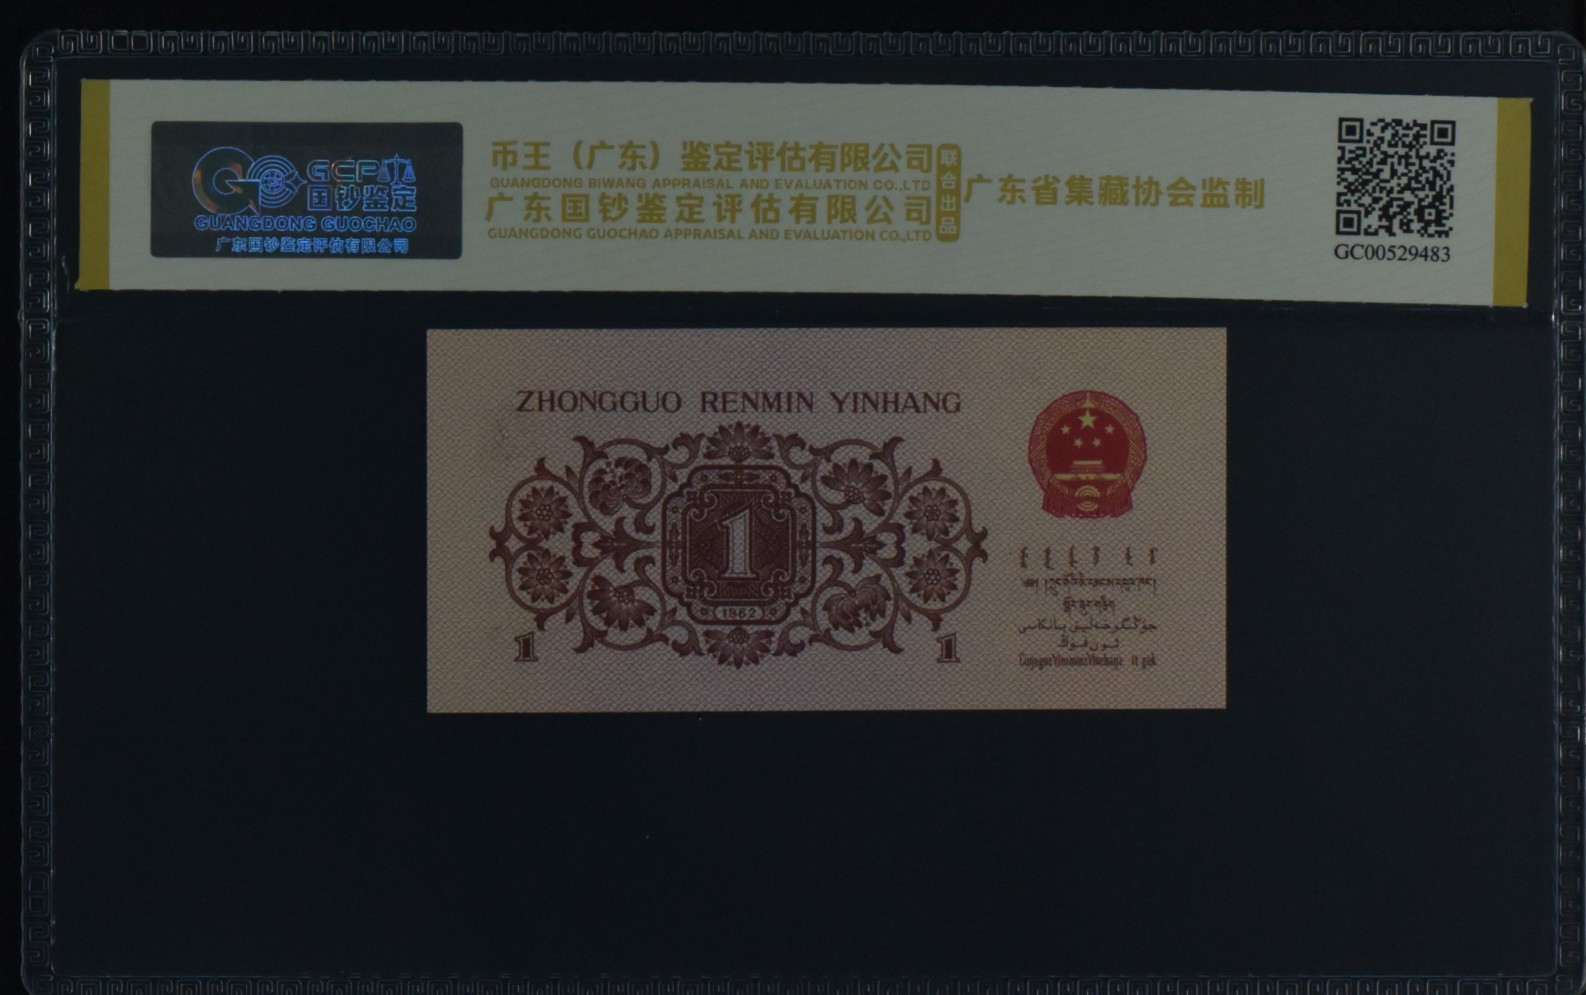 GCP
国钞鉴定
GUANGDONG GUOCHAO
广东国钞鉴定评估有限公司
币王（广东）鉴定评估有限公司
GUANGDONG BIWANG APPRAISAL AND EVALUATION CO.,LTD
广东国钞鉴定评估有限公司
GUANGDONG GUOCHAO APPRAISAL AND EVALUATION CO.,LTD
联合出品
广东省集藏协会监制
GC00529483
ZHONGGUO RENMIN YINHANG
1
1962
1
1
جۇڭگو خەلق بانكىسى